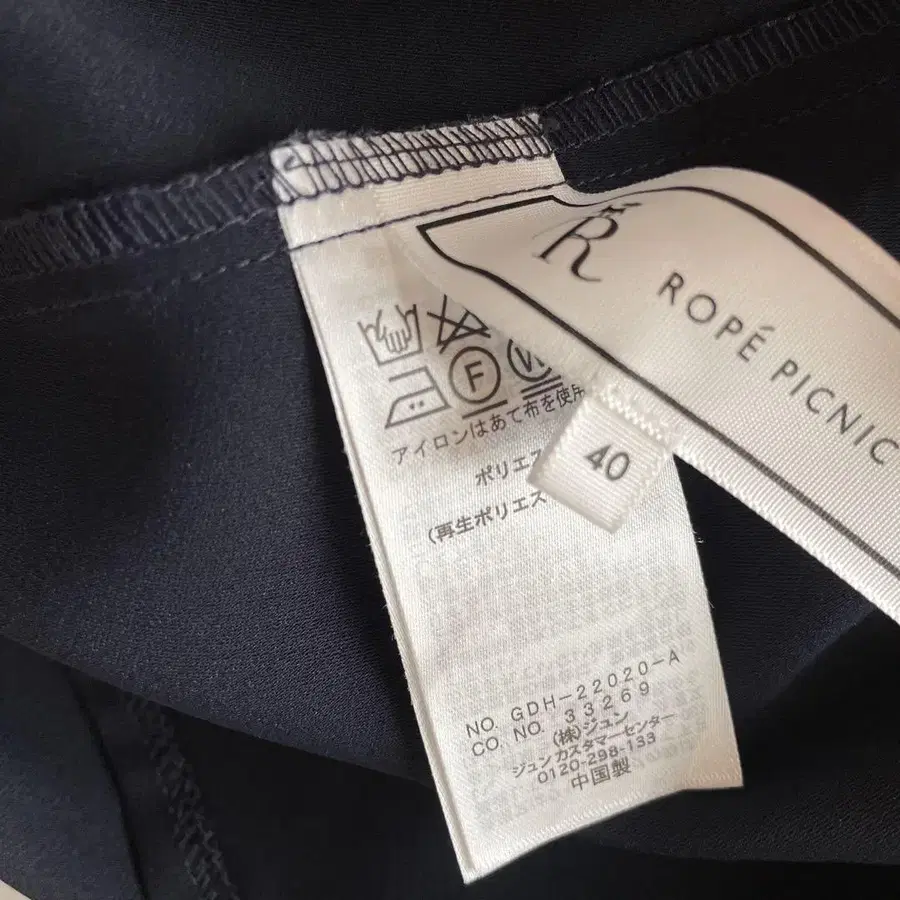 R
ROPÉ PICNIC
40
F
W
アイロンはあて布を使用
ポリエス
(再生ポリエス
NO. GDH-22020-A
CO. NO. 33269
(株)ジュン
ジュンカスタマーセンター
0120-298-133
中国製